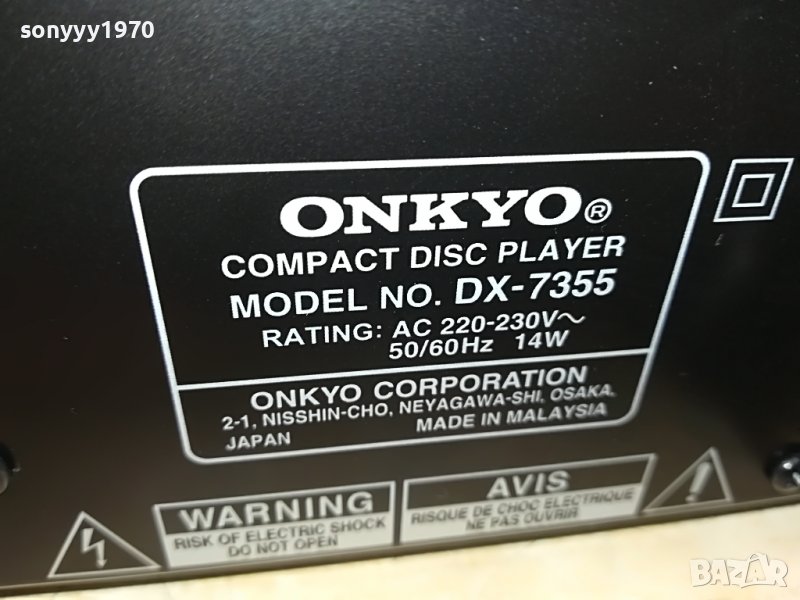 sonyyy1970
ONKYO®
COMPACT DISC PLAYER
MODEL NO. DX-7355
RATING: AC 220-230V~
50/60Hz 14W
ONKYO CORPORATION
2-1, NISSHIN-CHO, NEYAGAWA-SHI, OSAKA,
JAPAN MADE IN MALAYSIA
WARNING
RISK OF ELECTRIC SHOCK
DO NOT OPEN
AVIS
RISQUE DE CHOC ELECTRIQUE
NE PAS OUVRIR
BAZAR